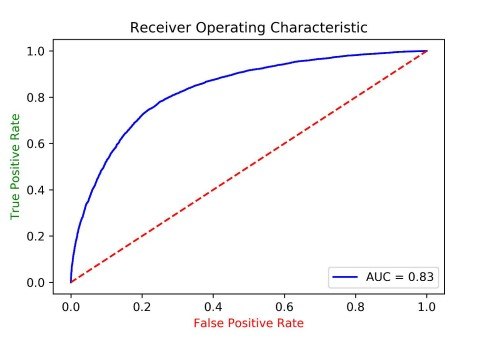 Receiver Operating Characteristic
True Positive Rate
1.0
0.8
0.6
0.4
0.2
0.0
AUC = 0.83
0.0 0.2 0.4 0.6 0.8 1.0
False Positive Rate